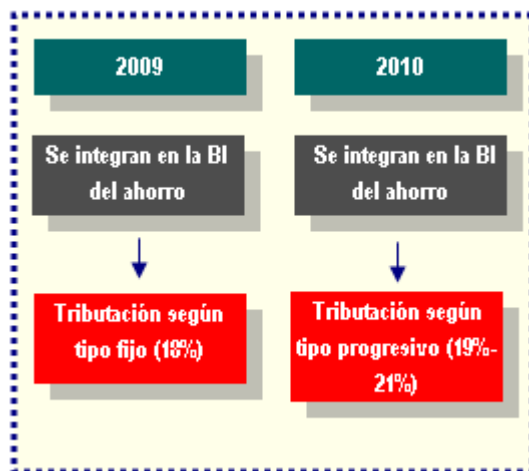 2009
Se integran en la BI
del ahorro
Tributación según
tipo fijo (18%)
2010
Se integran en la BI
del ahorro
Tributación según
tipo progresivo (19%-
21%)